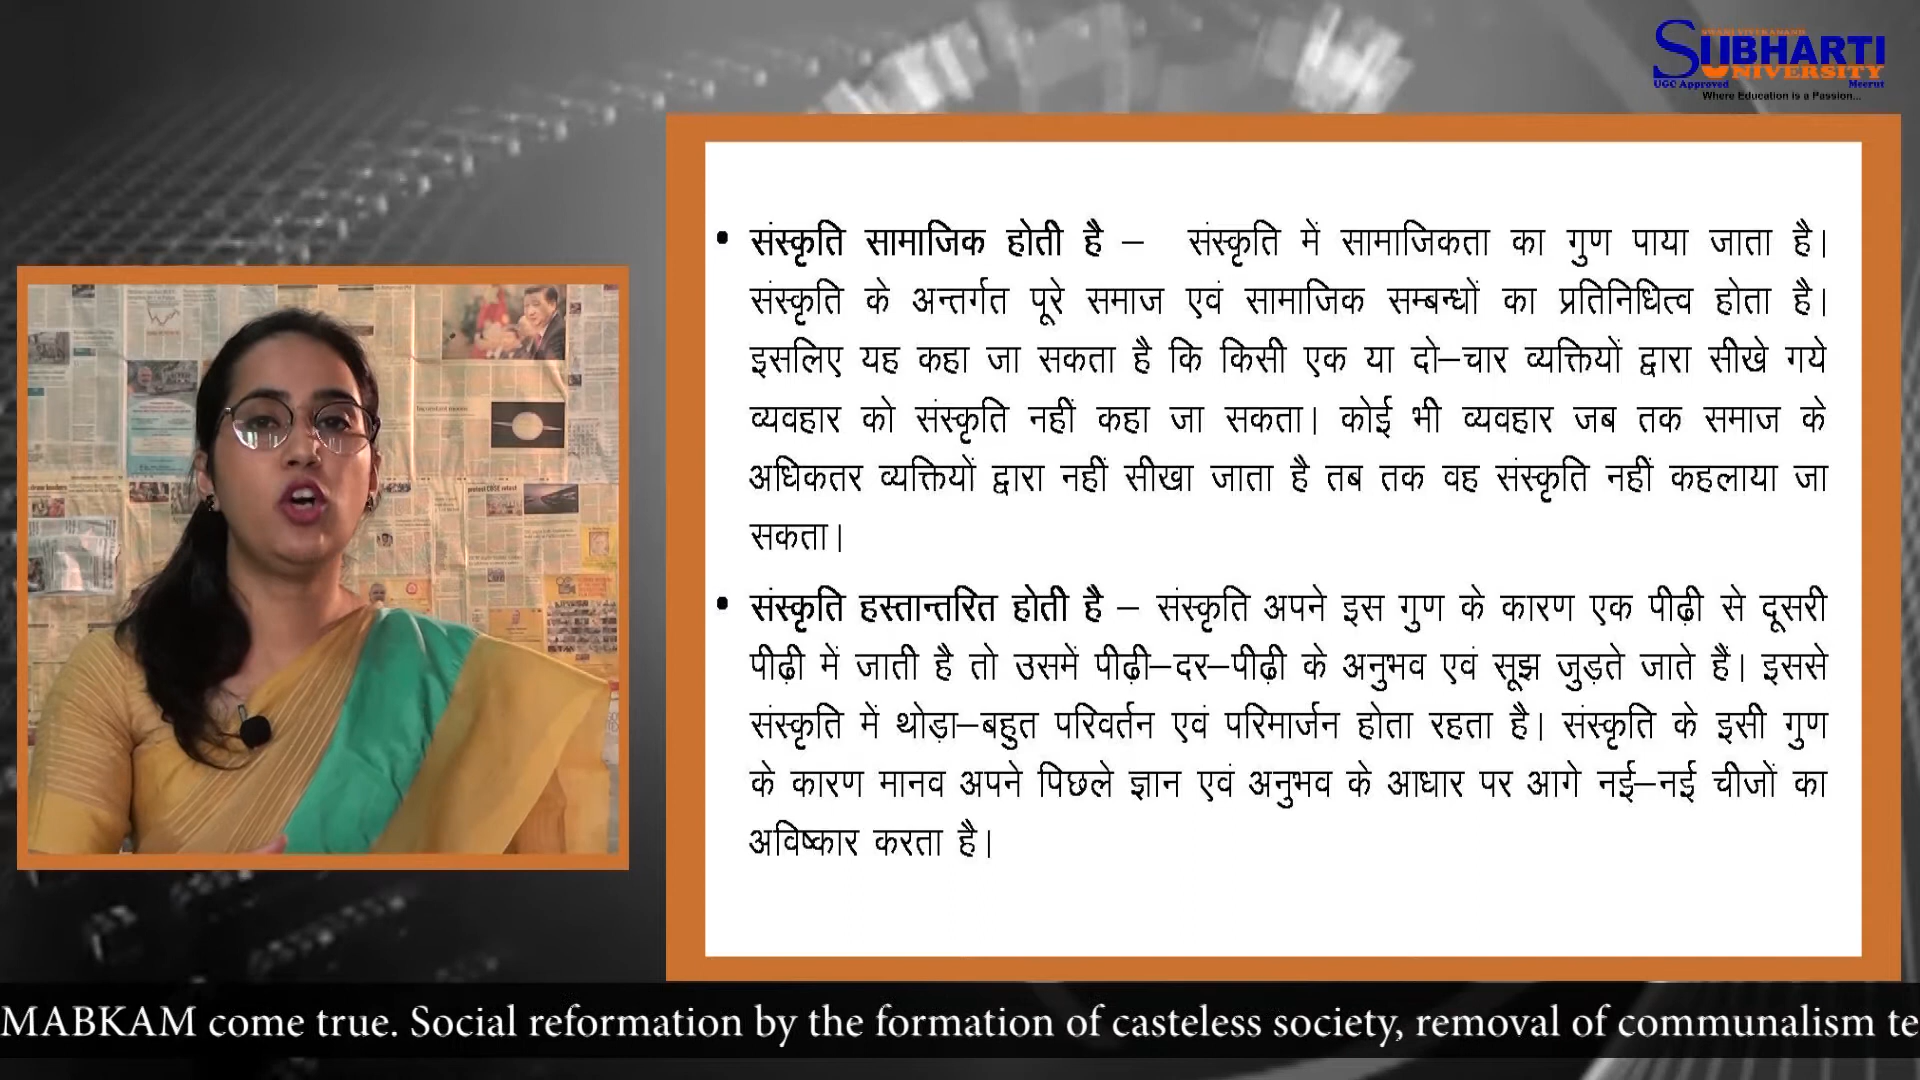 SWAMI VIVEKANAND
SUBHARTI
UNIVERSITY
UGC Approved Meerut
Where Education is a Passion...
• संस्कृति सामाजिक होती है – संस्कृति में सामाजिकता का गुण पाया जाता है।
संस्कृति के अन्तर्गत पूरे समाज एवं सामाजिक सम्बन्धों का प्रतिनिधित्व होता है।
इसलिए यह कहा जा सकता है कि किसी एक या दो–चार व्यक्तियों द्वारा सीखे गये
व्यवहार को संस्कृति नहीं कहा जा सकता। कोई भी व्यवहार जब तक समाज के
अधिकतर व्यक्तियों द्वारा नहीं सीखा जाता है तब तक वह संस्कृति नहीं कहलाया जा
सकता।
• संस्कृति हस्तान्तरित होती है – संस्कृति अपने इस गुण के कारण एक पीढ़ी से दूसरी
पीढ़ी में जाती है तो उसमें पीढ़ी–दर–पीढ़ी के अनुभव एवं सूझ जुड़ते जाते हैं। इससे
संस्कृति में थोड़ा–बहुत परिवर्तन एवं परिमार्जन होता रहता है। संस्कृति के इसी गुण
के कारण मानव अपने पिछले ज्ञान एवं अनुभव के आधार पर आगे नई–नई चीजों का
अविष्कार करता है।
MABKAM come true. Social reformation by the formation of casteless society, removal of communalism te